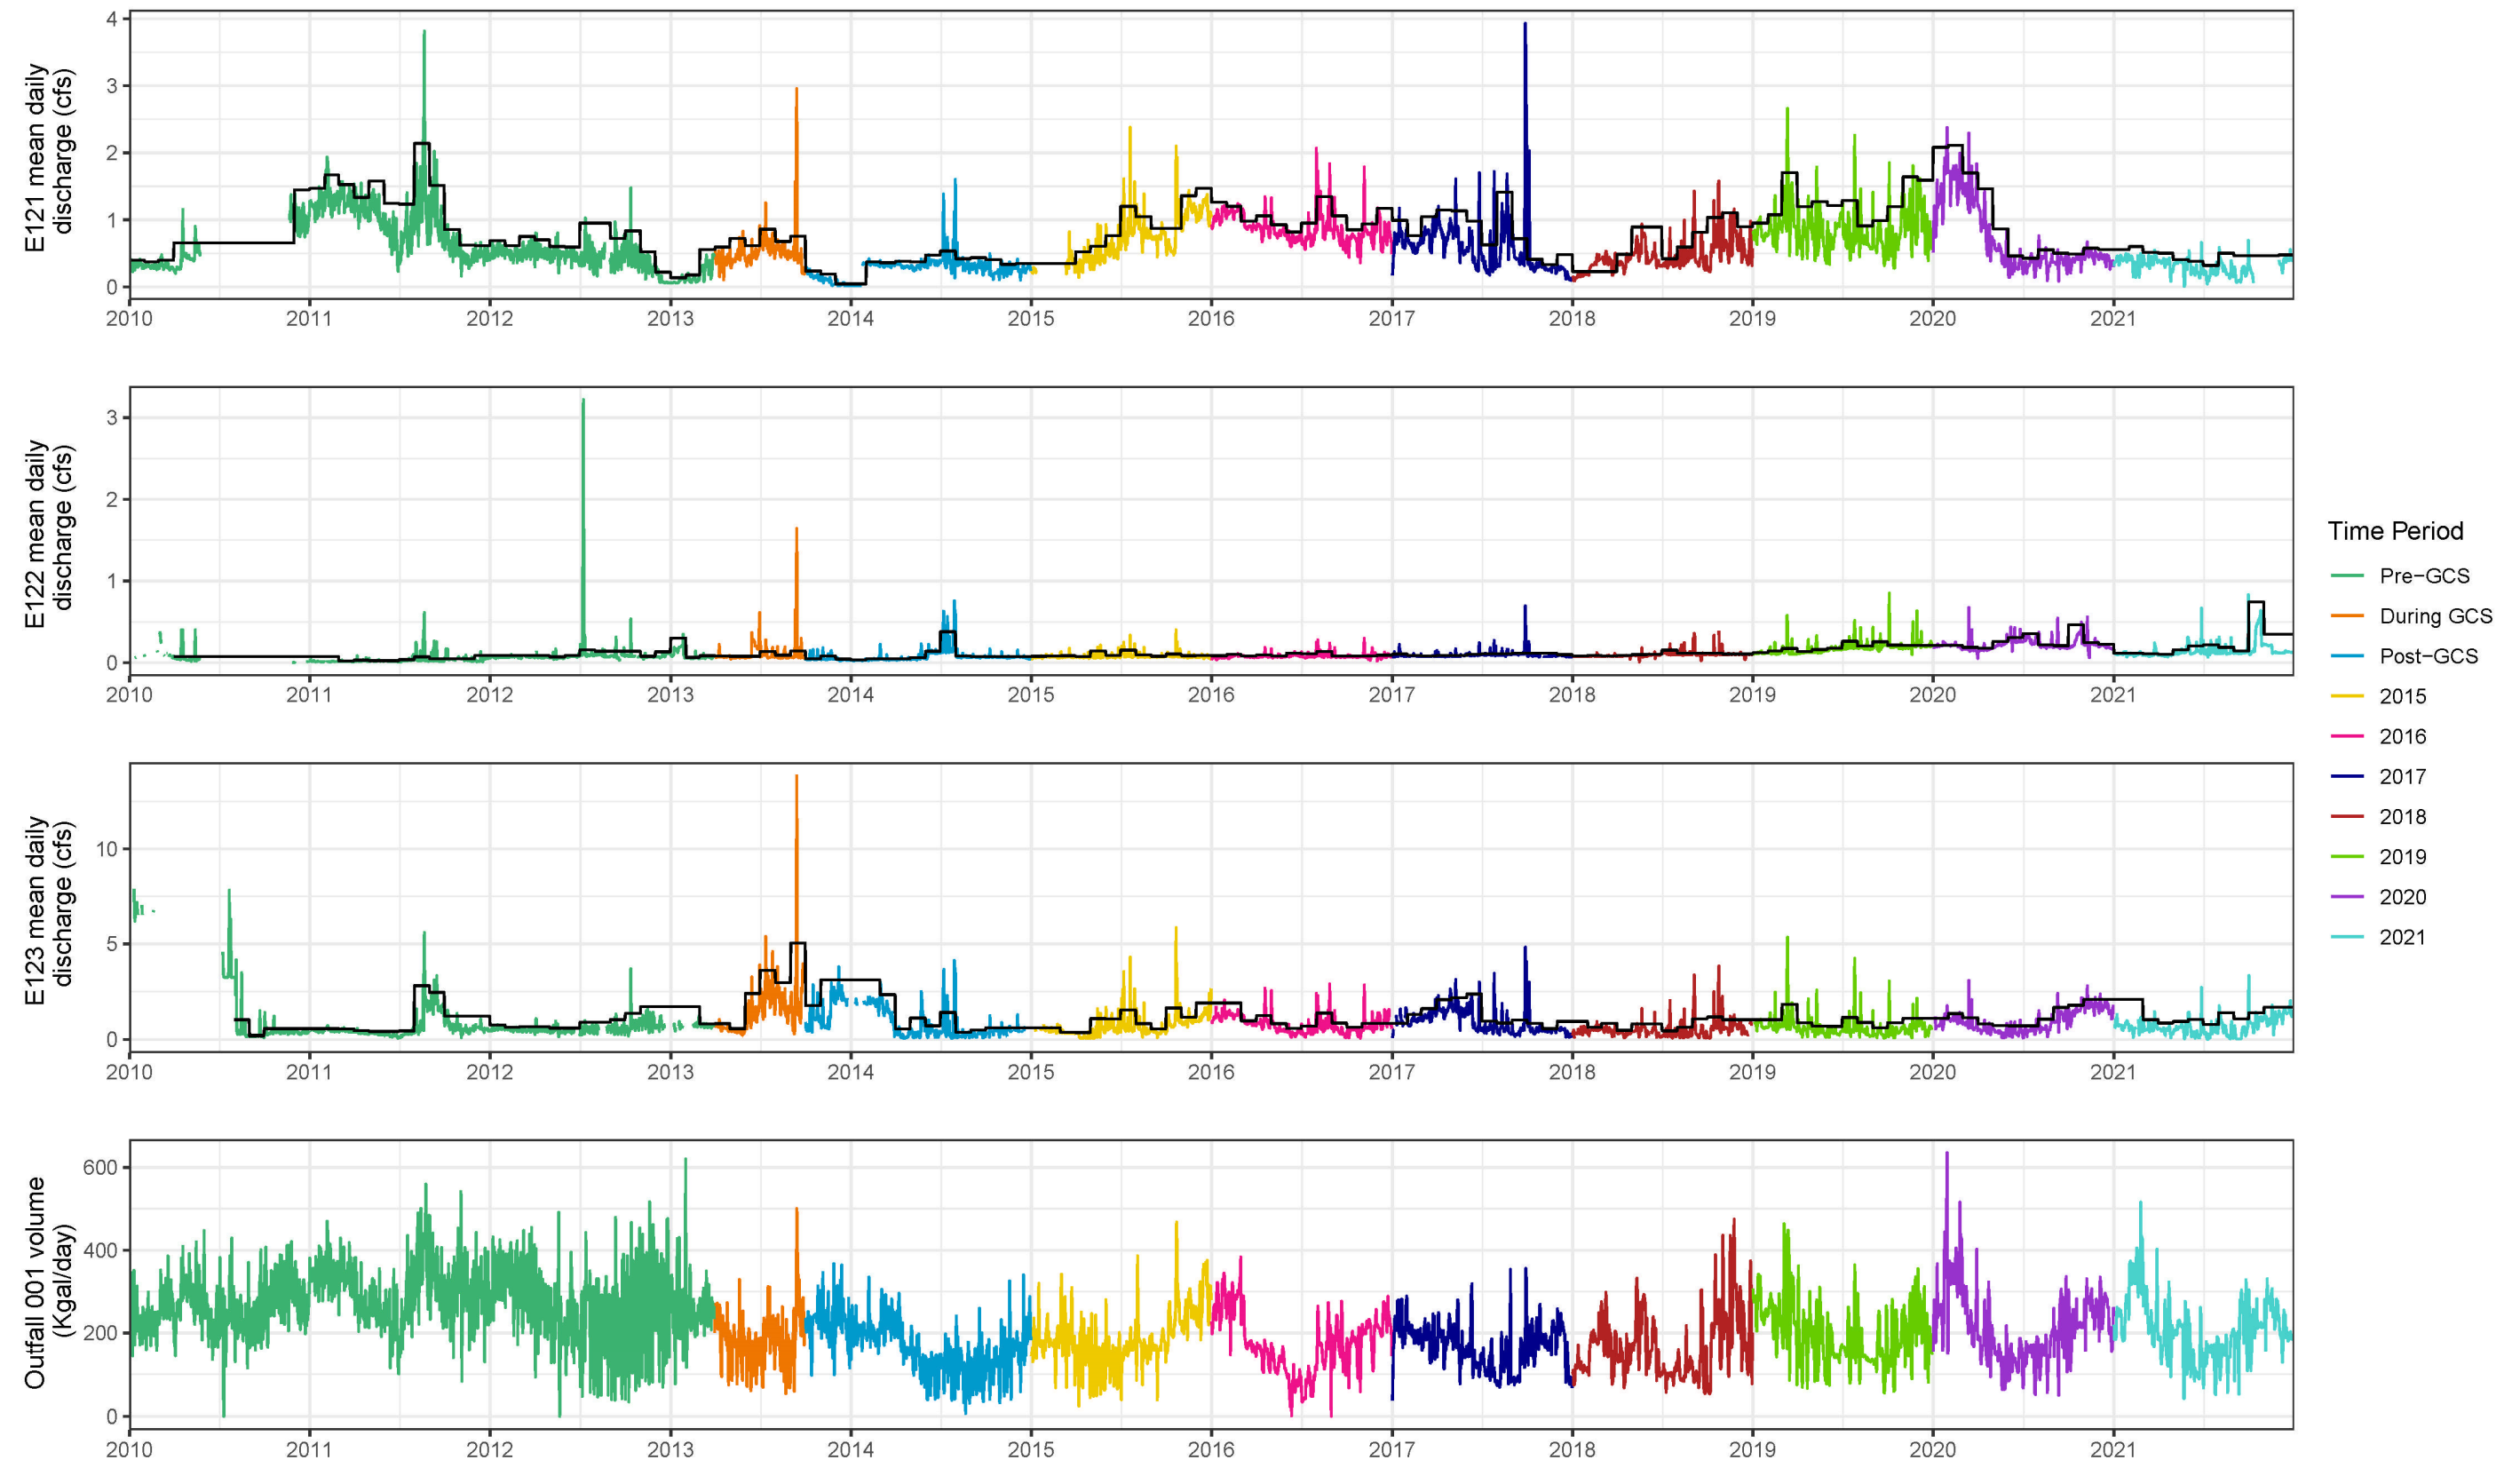 E121 mean daily
discharge (cfs)
4
3
2
1
0
2010 2011 2012 2013 2014 2015 2016 2017 2018 2019 2020 2021
E122 mean daily
discharge (cfs)
3
2
1
0
2010 2011 2012 2013 2014 2015 2016 2017 2018 2019 2020 2021
E123 mean daily
discharge (cfs)
10
5
0
2010 2011 2012 2013 2014 2015 2016 2017 2018 2019 2020 2021
Outfall 001 volume
(Kgal/day)
600
400
200
0
2010 2011 2012 2013 2014 2015 2016 2017 2018 2019 2020 2021
Time Period
Pre−GCS
During GCS
Post−GCS
2015
2016
2017
2018
2019
2020
2021